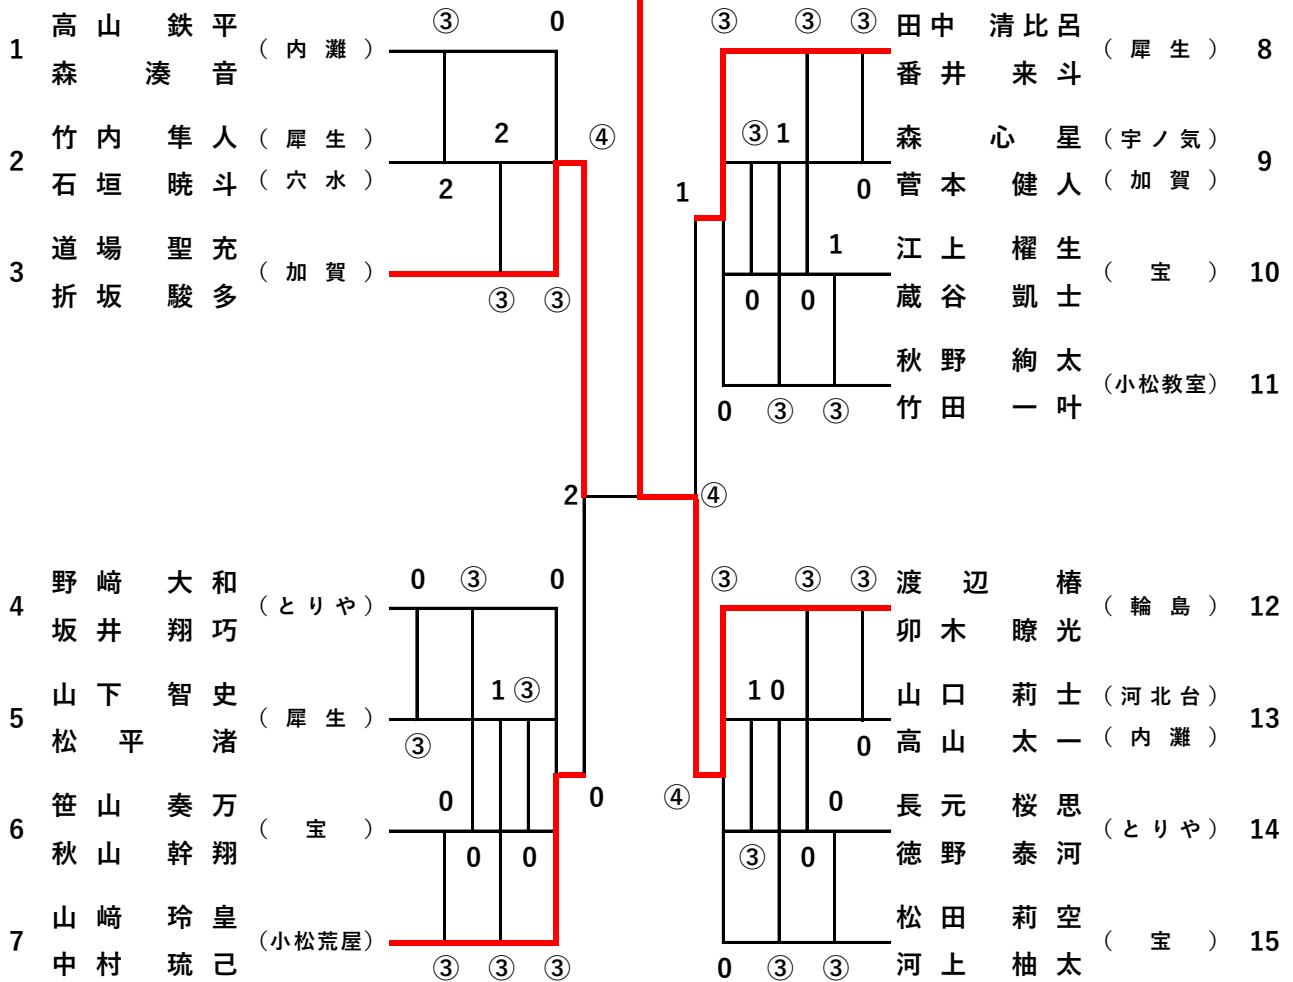 ③ 0
高山 鉄平
1 (内灘)
森 湊音
竹内 隼人 (犀生) 2 ④
2
石垣 暁斗 (穴水) 2
道場 聖充
3 (加賀)
折坂 駿多 ③ ③
③ ③ ③ 田中 清比呂
(犀生) 8
番井 来斗
③ 1 森 心星 (宇ノ気)
9
1 0 菅本 健人 (加賀)
1 江上 櫂生
(宝) 10
0 0 蔵谷 凱士
秋野 絢太
(小松教室) 11
0 ③ ③ 竹田 一叶
2 ④
野﨑 大和 0 ③ 0
4 (とりや)
坂井 翔巧
山下 智史 1 ③
5 (犀生)
松平 渚 ③
笹山 奏万 0 0
6 (宝)
秋山 幹翔 0 0
山﨑 玲皇
7 (小松荒屋)
中村 琉己 ③ ③ ③
③ ③ ③ 渡辺 椿
(輪島) 12
卯木 瞭光
1 0 山口 莉士 (河北台)
13
0 高山 太一 (内灘)
④ 0 長元 桜思
(とりや) 14
③ 0 徳野 泰河
松田 莉空
(宝) 15
0 ③ ③ 河上 柚太